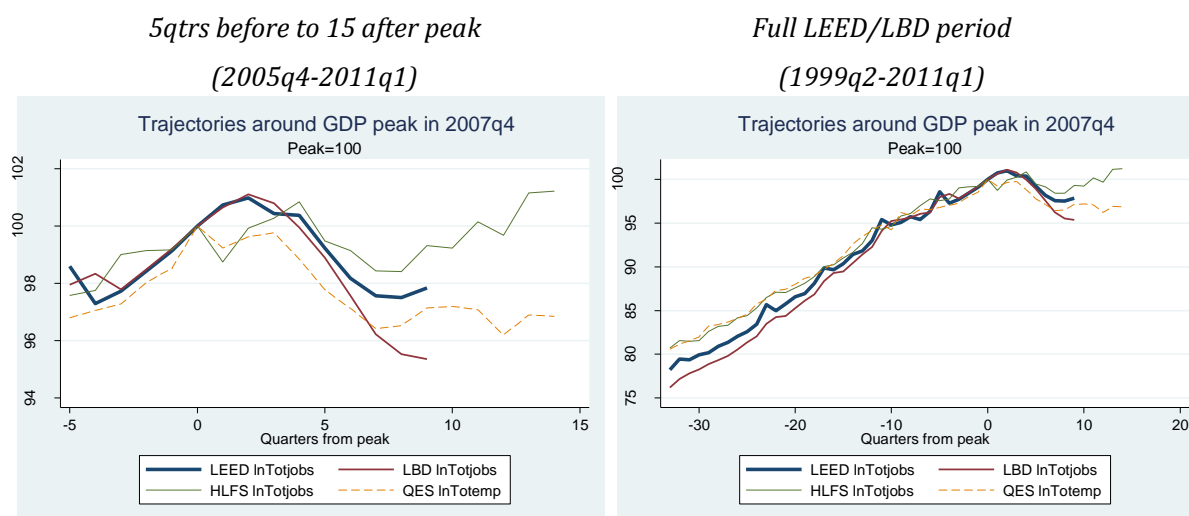 5qtrs before to 15 after peak
(2005q4-2011q1)
Trajectories around GDP peak in 2007q4
Peak=100
102
100
98
96
94
-5 0 5 10 15
Quarters from peak
LEED lnTotjobs LBD lnTotjobs
HLFS lnTotjobs QES lnTotemp
Full LEED/LBD period
(1999q2-2011q1)
Trajectories around GDP peak in 2007q4
Peak=100
100
95
90
85
80
75
-30 -20 -10 0 10 20
Quarters from peak
LEED lnTotjobs LBD lnTotjobs
HLFS lnTotjobs QES lnTotemp